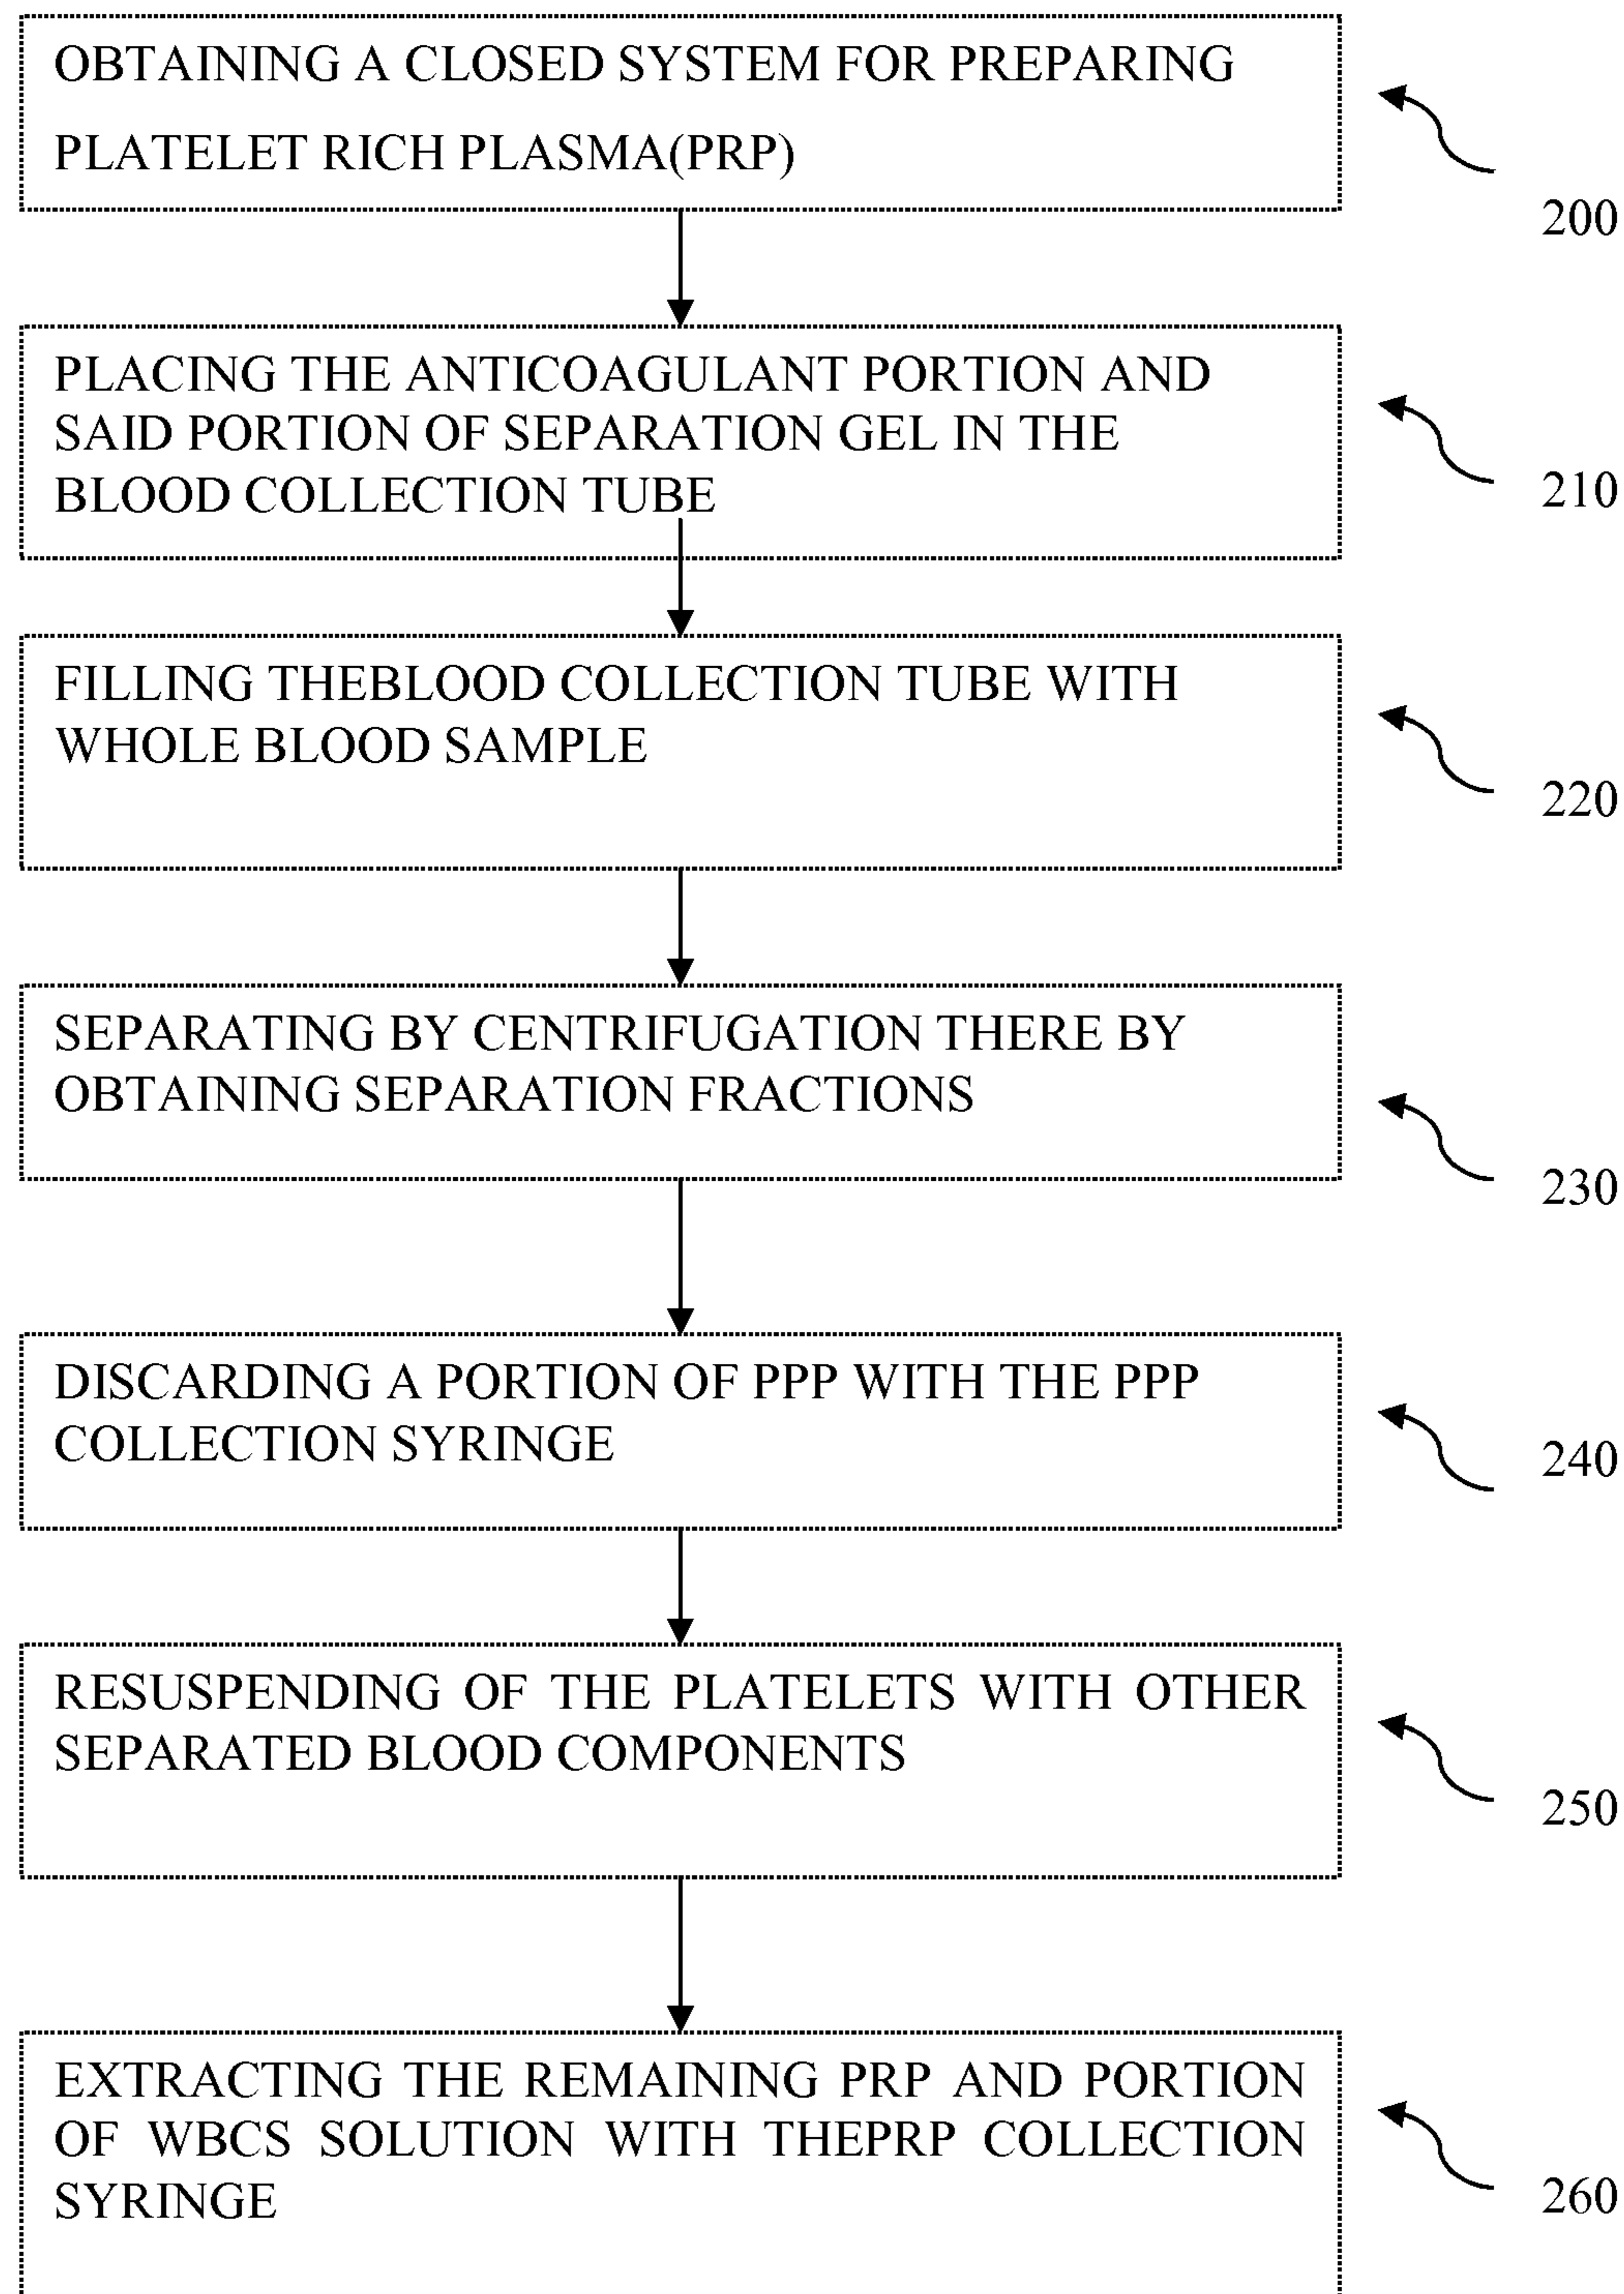 OBTAINING A CLOSED SYSTEM FOR PREPARING
PLATELET RICH PLASMA(PRP)
200
PLACING THE ANTICOAGULANT PORTION AND
SAID PORTION OF SEPARATION GEL IN THE
BLOOD COLLECTION TUBE
210
FILLING THEBLOOD COLLECTION TUBE WITH
WHOLE BLOOD SAMPLE
220
SEPARATING BY CENTRIFUGATION THERE BY
OBTAINING SEPARATION FRACTIONS
230
DISCARDING A PORTION OF PPP WITH THE PPP
COLLECTION SYRINGE
240
RESUSPENDING OF THE PLATELETS WITH OTHER
SEPARATED BLOOD COMPONENTS
250
EXTRACTING THE REMAINING PRP AND PORTION
OF WBCS SOLUTION WITH THEPRP COLLECTION
SYRINGE
260